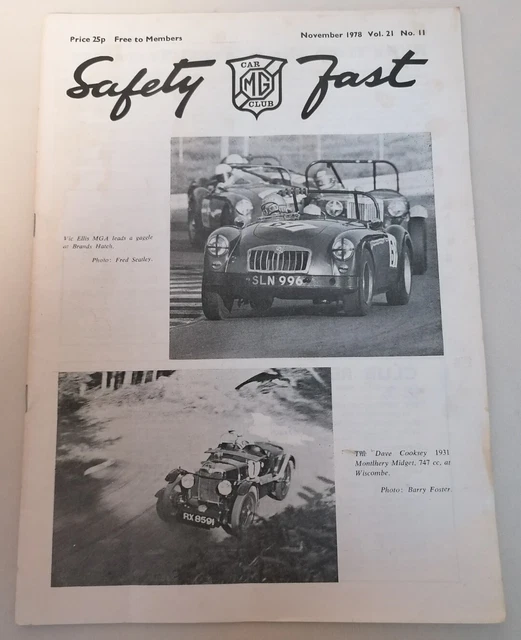 Price 25p Free to Members
November 1978 Vol. 21 No. 11
Safety CAR MG CLUB Fast
Vic Ellis MGA leads a gaggle
at Brands Hatch.
Photo: Fred Scatley.
SLN 996
The Dave Cooksey 1931
Montlhery Midget, 747 cc, at
Wiscombe.
Photo: Barry Foster.
RX 8591